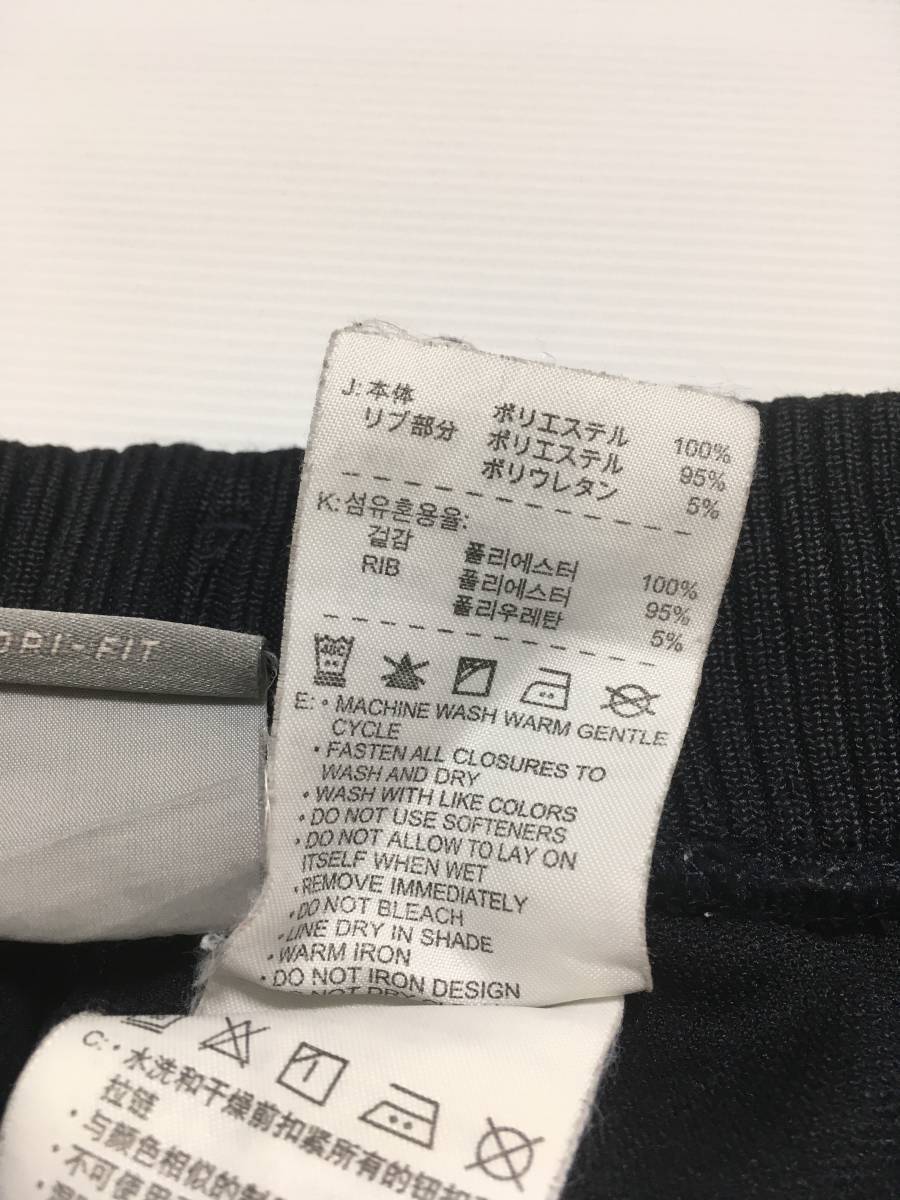 J: 本体 ポリエステル 100%
リブ部分 ポリエステル 95%
ポリウレタン 5%
K: 섬유혼용율:
겉감 폴리에스터 100%
RIB 폴리에스터 95%
폴리우레탄 5%
DRI-FIT
40C
E: • MACHINE WASH WARM GENTLE
CYCLE
• FASTEN ALL CLOSURES TO
WASH AND DRY
• WASH WITH LIKE COLORS
• DO NOT USE SOFTENERS
• DO NOT ALLOW TO LAY ON
ITSELF WHEN WET
• REMOVE IMMEDIATELY
• DO NOT BLEACH
• LINE DRY IN SHADE
• WARM IRON
• DO NOT IRON DESIGN
C: • 水洗和干燥前扣紧所有的钮扣
拉链
• 与颜色相似的制
• 不可使用